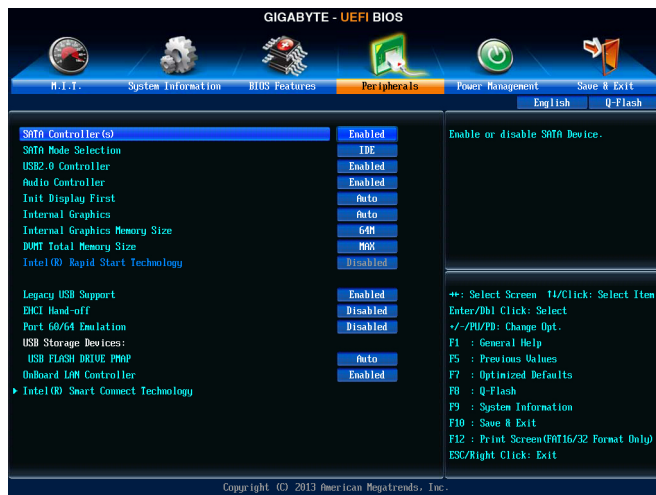 GIGABYTE - UEFI BIOS
M.I.T. System Information BIOS Features Peripherals Power Management Save & Exit
English Q-Flash
SATA Controller(s) Enabled
SATA Mode Selection IDE
USB2.0 Controller Enabled
Audio Controller Enabled
Init Display First Auto
Internal Graphics Auto
Internal Graphics Memory Size 64M
DVMT Total Memory Size MAX
Intel(R) Rapid Start Technology Disabled
Legacy USB Support Enabled
EHCI Hand-off Disabled
Port 60/64 Emulation Disabled
USB Storage Devices:
USB FLASH DRIVE PMAP Auto
OnBoard LAN Controller Enabled
Intel(R) Smart Connect Technology
Enable or disable SATA Device.
→←: Select Screen ↑↓/Click: Select Item
Enter/Dbl Click: Select
+/-/PU/PD: Change Opt.
F1 : General Help
F5 : Previous Values
F7 : Optimized Defaults
F8 : Q-Flash
F9 : System Information
F10 : Save & Exit
F12 : Print Screen(FAT16/32 Format Only)
ESC/Right Click: Exit
Copyright (C) 2013 American Megatrends, Inc.